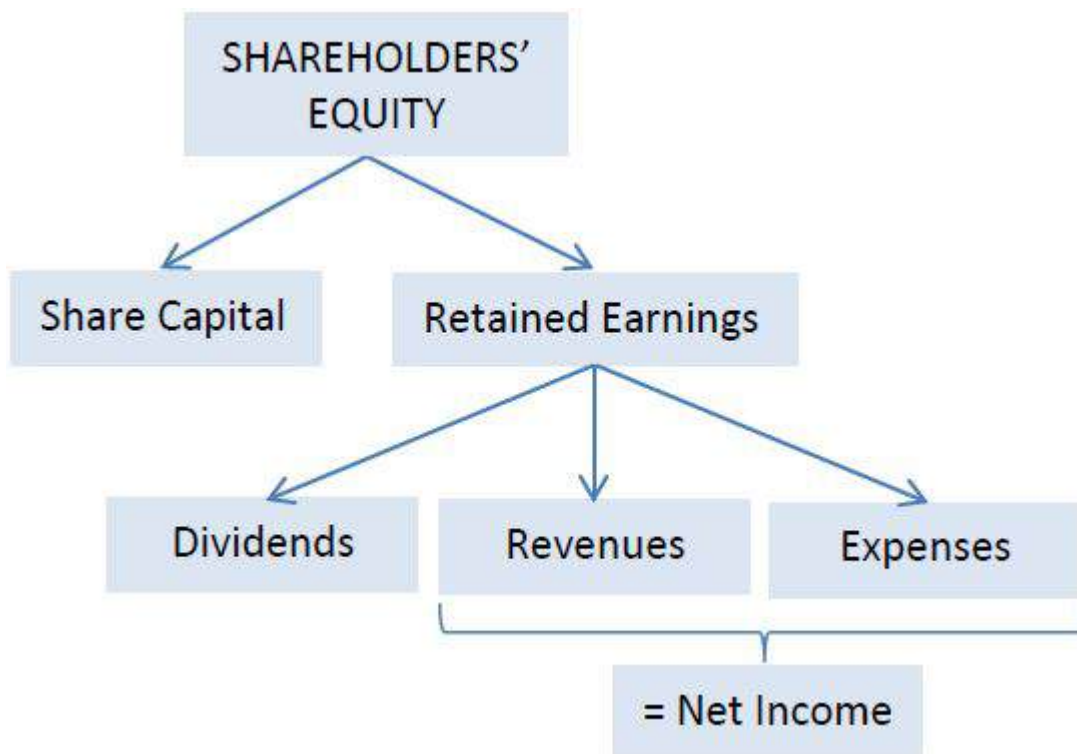 SHAREHOLDERS’
EQUITY
Share Capital
Retained Earnings
Dividends
Revenues
Expenses
= Net Income